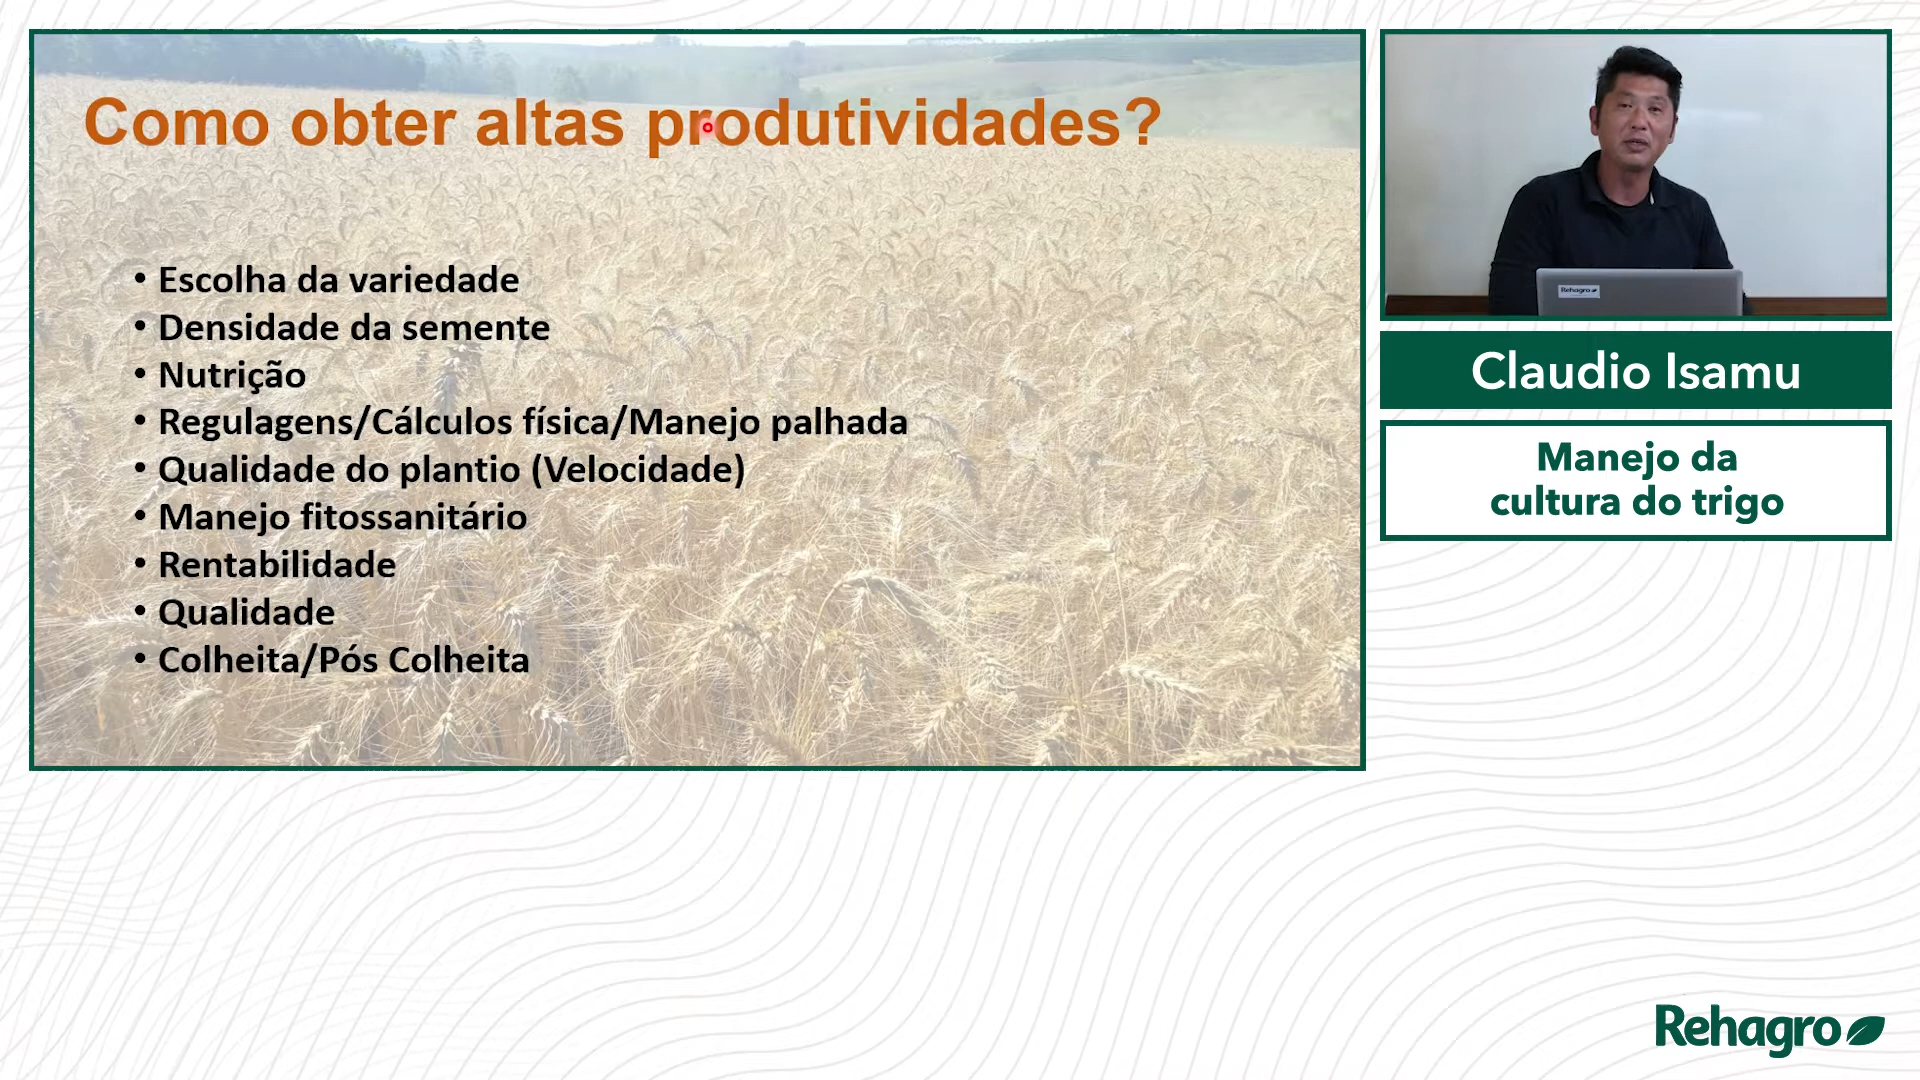 Como obter altas produtividades?
• Escolha da variedade
• Densidade da semente
• Nutrição
• Regulagens/Cálculos física/Manejo palhada
• Qualidade do plantio (Velocidade)
• Manejo fitossanitário
• Rentabilidade
• Qualidade
• Colheita/Pós Colheita
Rehagro
Claudio Isamu
Manejo da
cultura do trigo
Rehagro